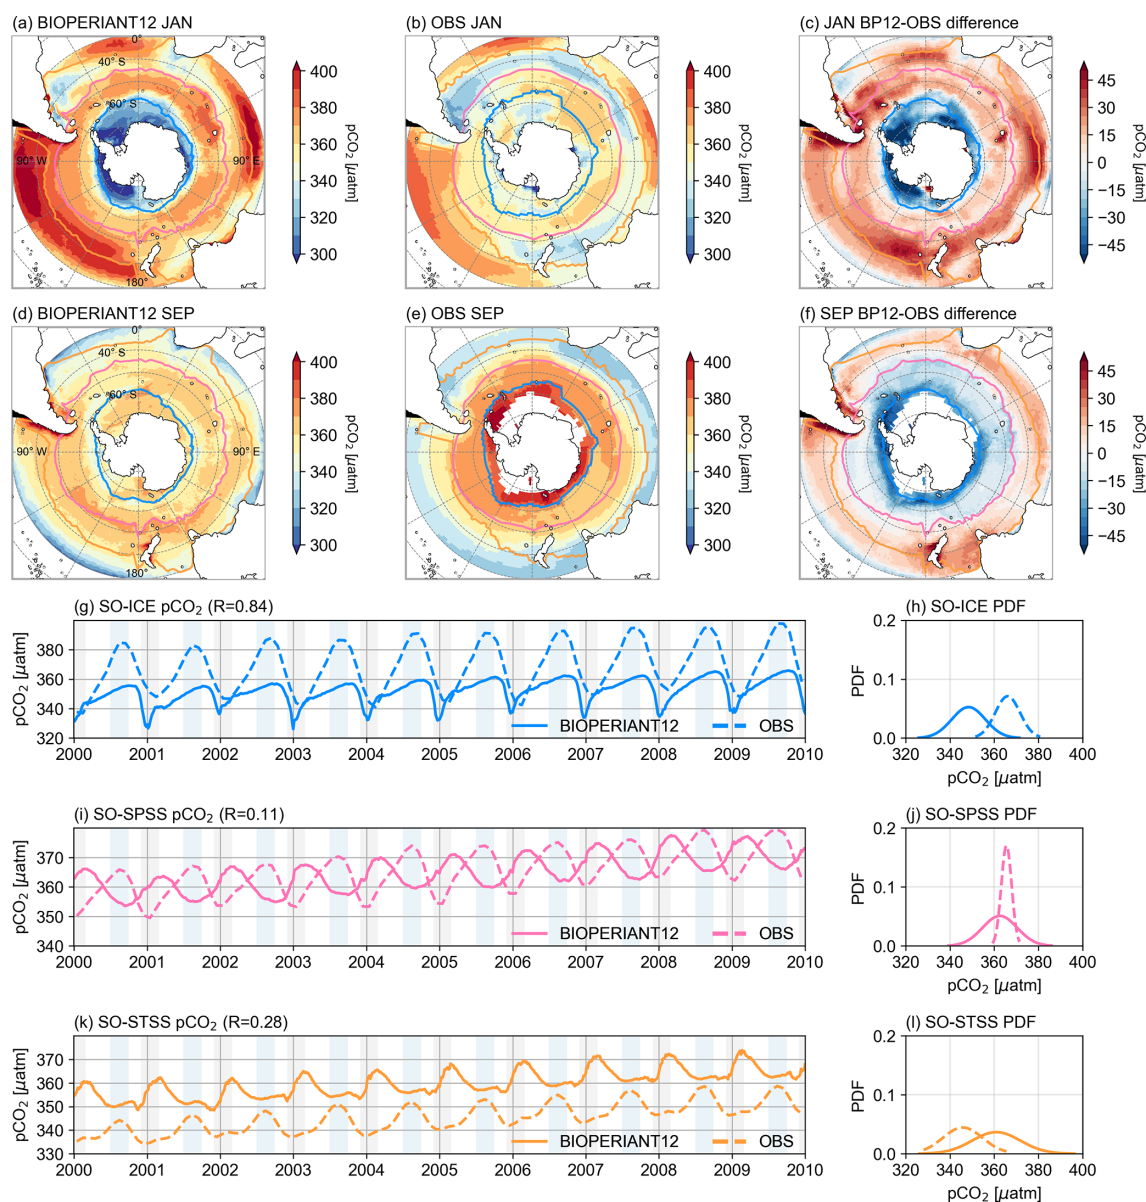 (a) BIOPERIANT12 JAN
(b) OBS JAN
(c) JAN BP12-OBS difference
0°
40° S
60° S
90° W
90° E
180°
400
380
360
340
320
300
pCO₂ [µatm]
400
380
360
340
320
300
pCO₂ [µatm]
45
30
15
0
−15
−30
−45
pCO₂ [µatm]
(d) BIOPERIANT12 SEP
(e) OBS SEP
(f) SEP BP12-OBS difference
0°
40° S
60° S
90° W
90° E
180°
400
380
360
340
320
300
pCO₂ [µatm]
400
380
360
340
320
300
pCO₂ [µatm]
45
30
15
0
−15
−30
−45
pCO₂ [µatm]
(g) SO-ICE pCO₂ (R=0.84)
pCO₂ [µatm]
380
360
340
320
BIOPERIANT12
OBS
2000 2001 2002 2003 2004 2005 2006 2007 2008 2009 2010
(h) SO-ICE PDF
PDF
0.2
0.1
0.0
320 340 360 380 400
pCO₂ [µatm]
(i) SO-SPSS pCO₂ (R=0.11)
pCO₂ [µatm]
370
360
350
340
BIOPERIANT12
OBS
2000 2001 2002 2003 2004 2005 2006 2007 2008 2009 2010
(j) SO-SPSS PDF
PDF
0.2
0.1
0.0
320 340 360 380 400
pCO₂ [µatm]
(k) SO-STSS pCO₂ (R=0.28)
pCO₂ [µatm]
370
360
350
340
330
BIOPERIANT12
OBS
2000 2001 2002 2003 2004 2005 2006 2007 2008 2009 2010
(l) SO-STSS PDF
PDF
0.2
0.1
0.0
320 340 360 380 400
pCO₂ [µatm]